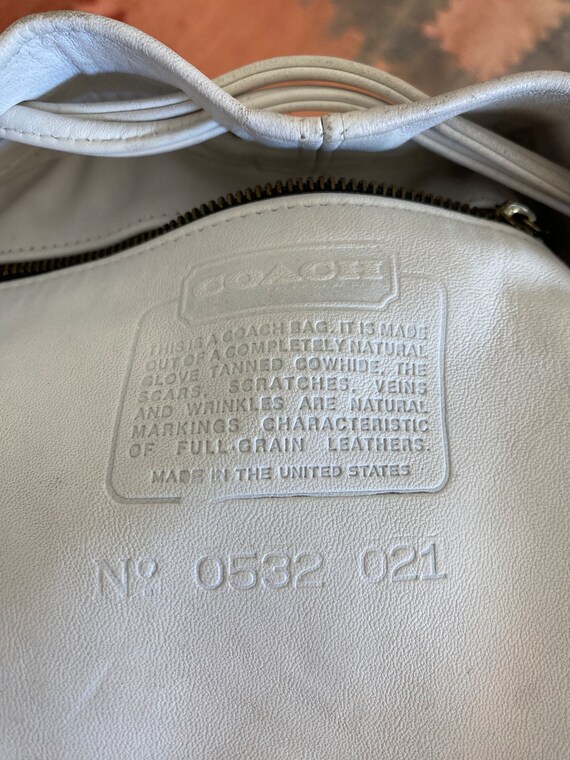 COACH
THIS IS A COACH BAG. IT IS MADE
OUT OF A COMPLETELY NATURAL
GLOVE TANNED COWHIDE, THE
SCARS, SCRATCHES, VEINS
AND WRINKLES ARE NATURAL
MARKINGS CHARACTERISTIC
OF FULL-GRAIN LEATHERS.
MADE IN THE UNITED STATES
Nº 0532 021